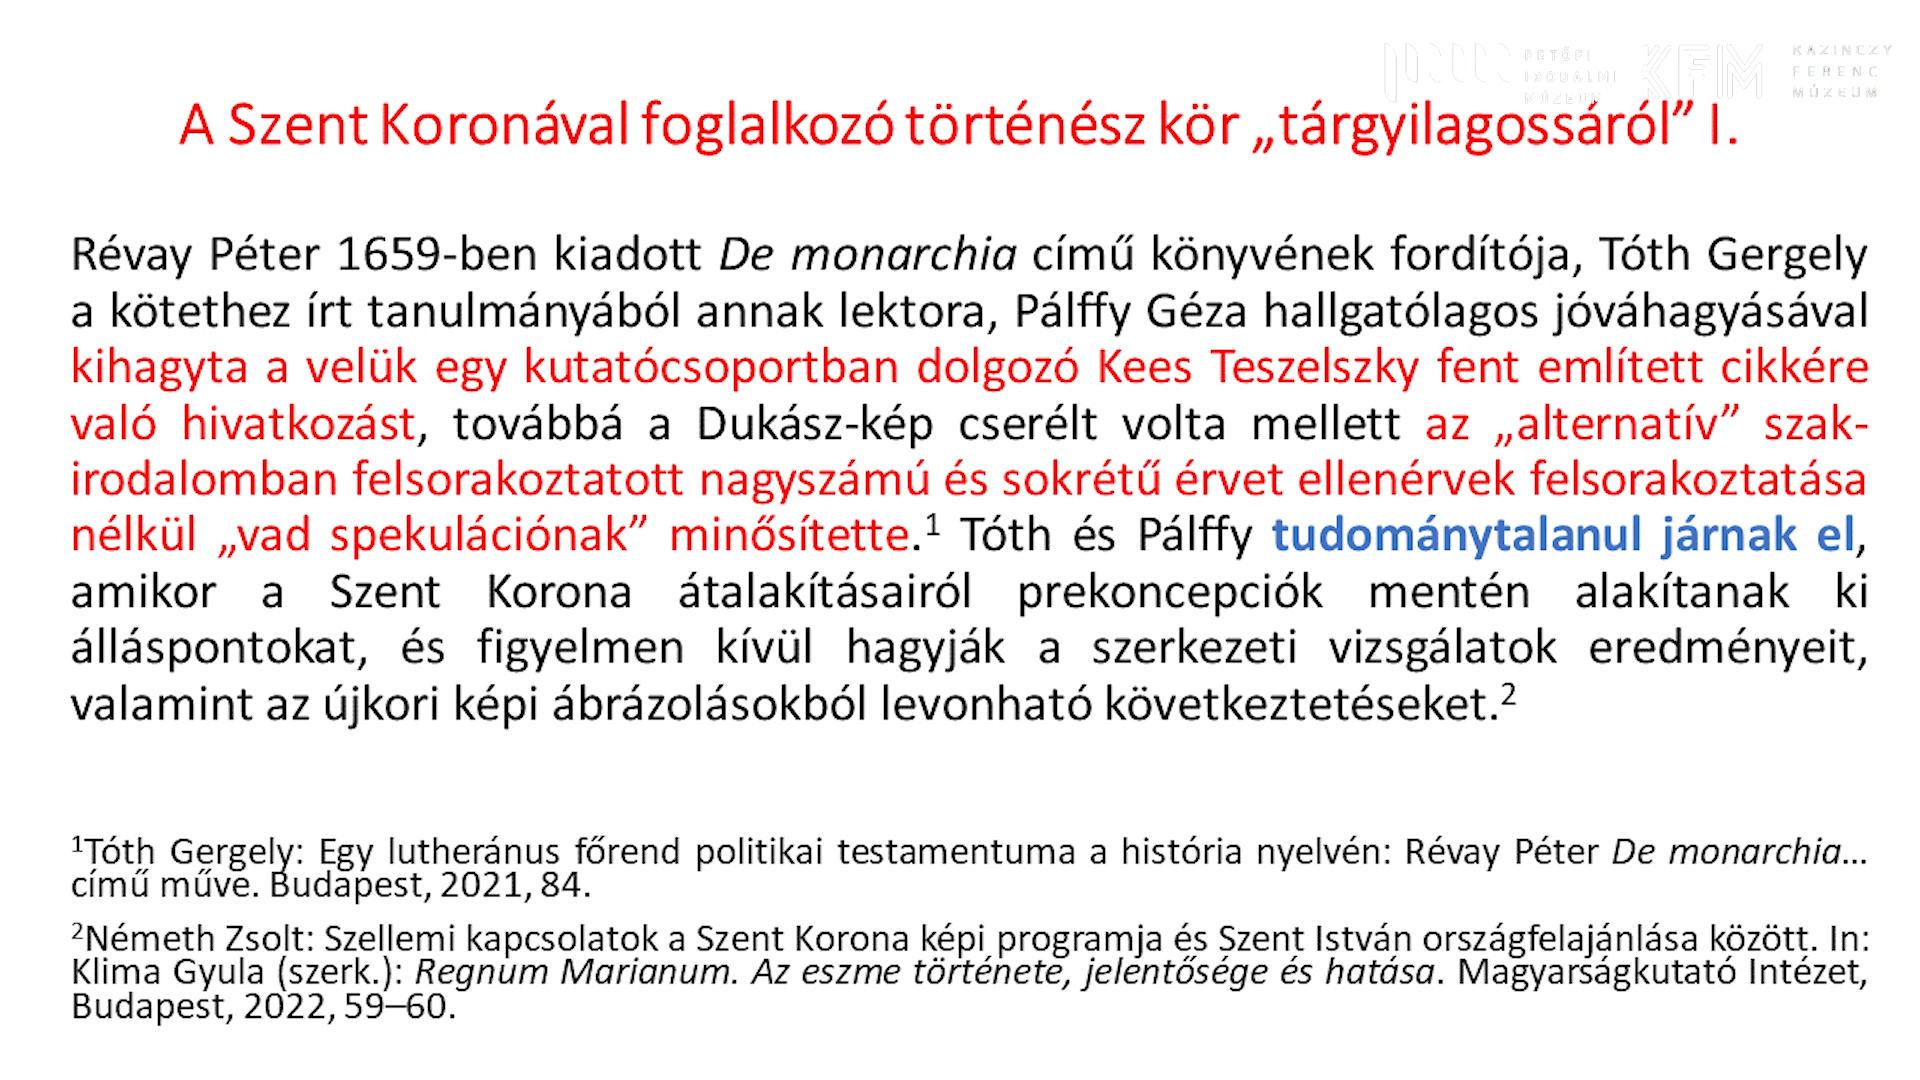 PETŐFI
IRODALMI
MÚZEUM
KFM
KAZINCZY
FERENC
MÚZEUM
A Szent Koronával foglalkozó történész kör „tárgyilagossáról” I.
Révay Péter 1659-ben kiadott De monarchia című könyvének fordítója, Tóth Gergely
a kötethez írt tanulmányából annak lektora, Pálffy Géza hallgatólagos jóváhagyásával
kihagyta a velük egy kutatócsoportban dolgozó Kees Teszelszky fent említett cikkére
való hivatkozást, továbbá a Dukász-kép cserélt volta mellett az „alternatív” szak-
irodalomban felsorakoztatott nagyszámú és sokrétű érvet ellenérvek felsorakoztatása
nélkül „vad spekulációnak” minősítette.¹ Tóth és Pálffy tudománytalanul járnak el,
amikor a Szent Korona átalakításairól prekoncepciók mentén alakítanak ki
álláspontokat, és figyelmen kívül hagyják a szerkezeti vizsgálatok eredményeit,
valamint az újkori képi ábrázolásokból levonható következtetéseket.²
¹Tóth Gergely: Egy lutheránus főrend politikai testamentuma a história nyelvén: Révay Péter De monarchia…
című műve. Budapest, 2021, 84.
²Németh Zsolt: Szellemi kapcsolatok a Szent Korona képi programja és Szent István országfelajánlása között. In:
Klima Gyula (szerk.): Regnum Marianum. Az eszme története, jelentősége és hatása. Magyarságkutató Intézet,
Budapest, 2022, 59–60.